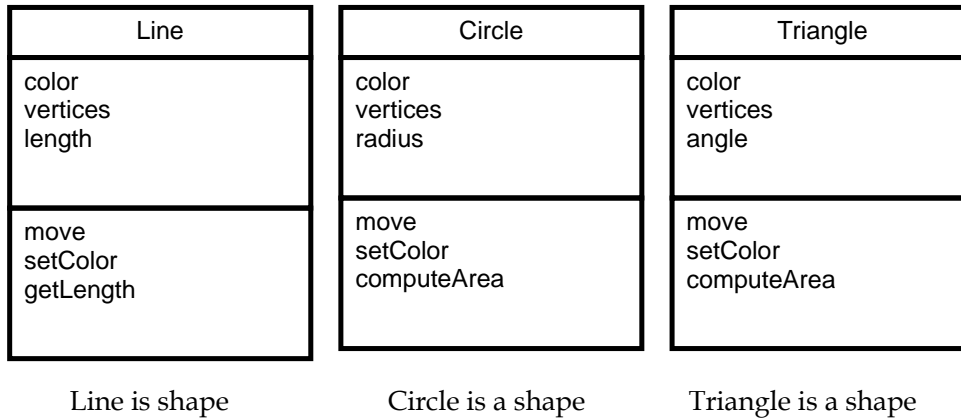 Line
color
vertices
length
move
setColor
getLength
Line is shape
Circle
color
vertices
radius
move
setColor
computeArea
Circle is a shape
Triangle
color
vertices
angle
move
setColor
computeArea
Triangle is a shape